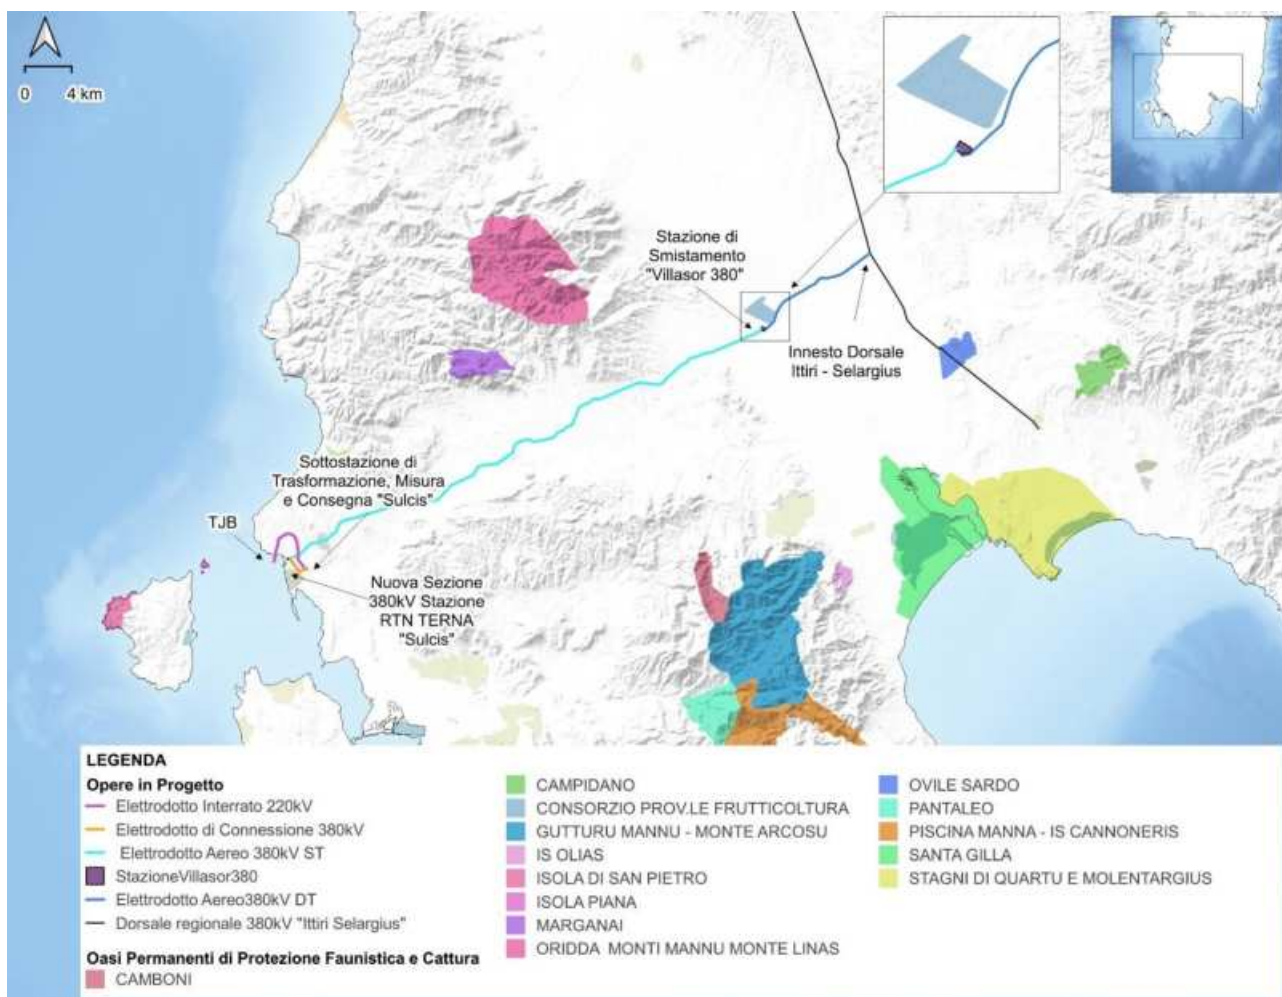 0 4 km
Stazione di
Smistamento
"Villasor 380"
Innesto Dorsale
Ittiri - Selargius
Sottostazione di
Trasformazione, Misura
e Consegna "Sulcis"
TJB
Nuova Sezione
380kV Stazione
RTN TERNA
"Sulcis"
LEGENDA
Opere in Progetto
Elettrodotto Interrato 220kV
Elettrodotto di Connessione 380kV
Elettrodotto Aereo 380kV ST
StazioneVillasor380
Elettrodotto Aereo380kV DT
Dorsale regionale 380kV "Ittiri Selargius"
Oasi Permanenti di Protezione Faunistica e Cattura
CAMBONI
CAMPIDANO
CONSORZIO PROV.LE FRUTTICOLTURA
GUTTURU MANNU - MONTE ARCOSU
IS OLIAS
ISOLA DI SAN PIETRO
ISOLA PIANA
MARGANAI
ORIDDA MONTI MANNU MONTE LINAS
OVILE SARDO
PANTALEO
PISCINA MANNA - IS CANNONERIS
SANTA GILLA
STAGNI DI QUARTU E MOLENTARGIUS